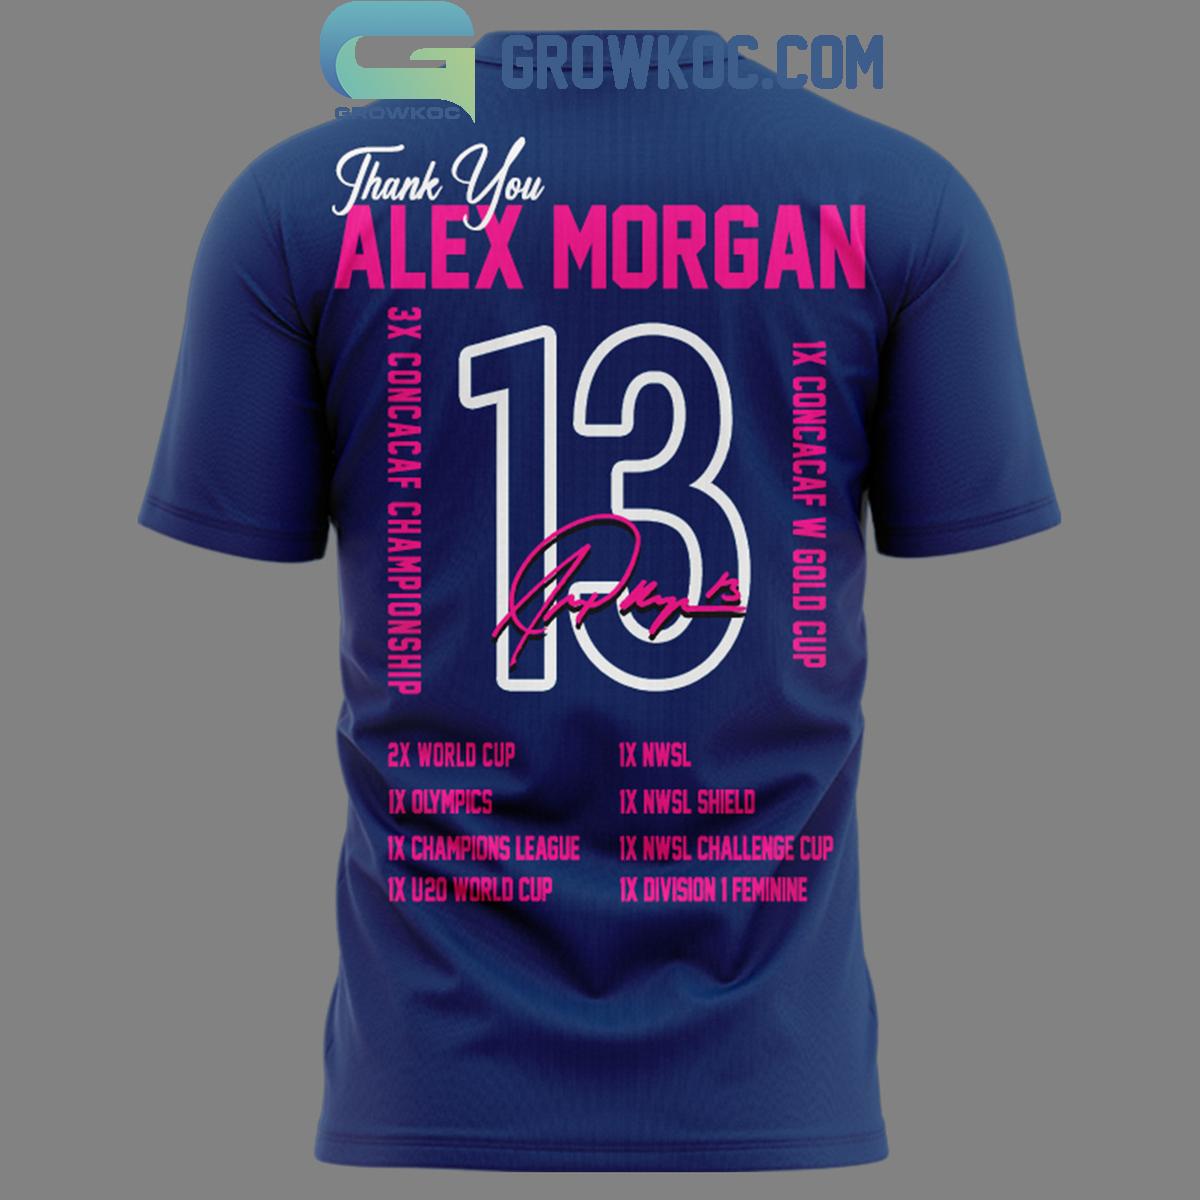 GROWKOC
GROWKOC.COM
Thank You
ALEX MORGAN
3X CONCACAF CHAMPIONSHIP
13
1X CONCACAF W GOLD CUP
13
2X WORLD CUP
1X NWSL
1X OLYMPICS
1X NWSL SHIELD
1X CHAMPIONS LEAGUE
1X NWSL CHALLENGE CUP
1X U20 WORLD CUP
1X DIVISION 1 FEMININE